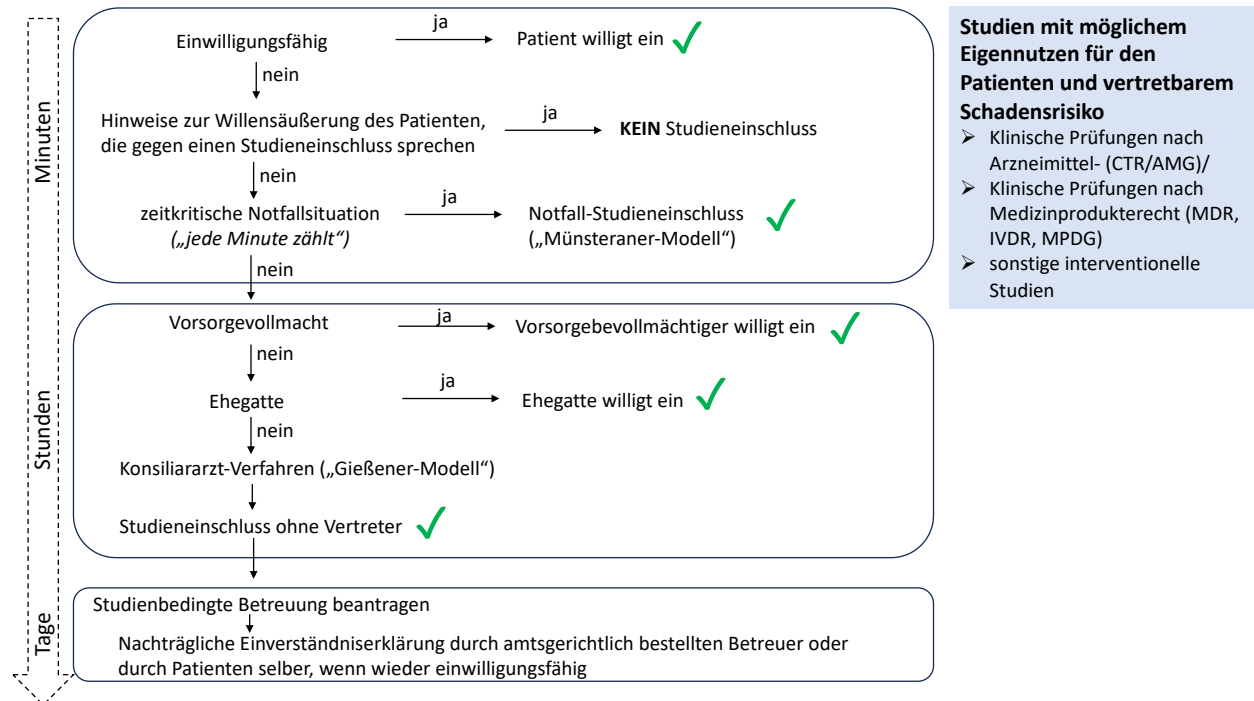 Minuten
Einwilligungsfähig
ja
Patient willigt ein
nein
Hinweise zur Willensäußerung des Patienten,
die gegen einen Studieneinschluss sprechen
ja
KEIN Studieneinschluss
nein
zeitkritische Notfallsituation
(„jede Minute zählt“)
ja
Notfall-Studieneinschluss
(„Münsteraner-Modell“)
nein
Stunden
Vorsorgevollmacht
ja
Vorsorgebevollmächtiger willigt ein
nein
Ehegatte
ja
Ehegatte willigt ein
nein
Konsiliararzt-Verfahren („Gießener-Modell“)
Studieneinschluss ohne Vertreter
Tage
Studienbedingte Betreuung beantragen
Nachträgliche Einverständniserklärung durch amtsgerichtlich bestellten Betreuer oder
durch Patienten selber, wenn wieder einwilligungsfähig
Studien mit möglichem
Eigennutzen für den
Patienten und vertretbarem
Schadensrisiko
➢ Klinische Prüfungen nach
Arzneimittel- (CTR/AMG)/
➢ Klinische Prüfungen nach
Medizinprodukterecht (MDR,
IVDR, MPDG)
➢ sonstige interventionelle
Studien